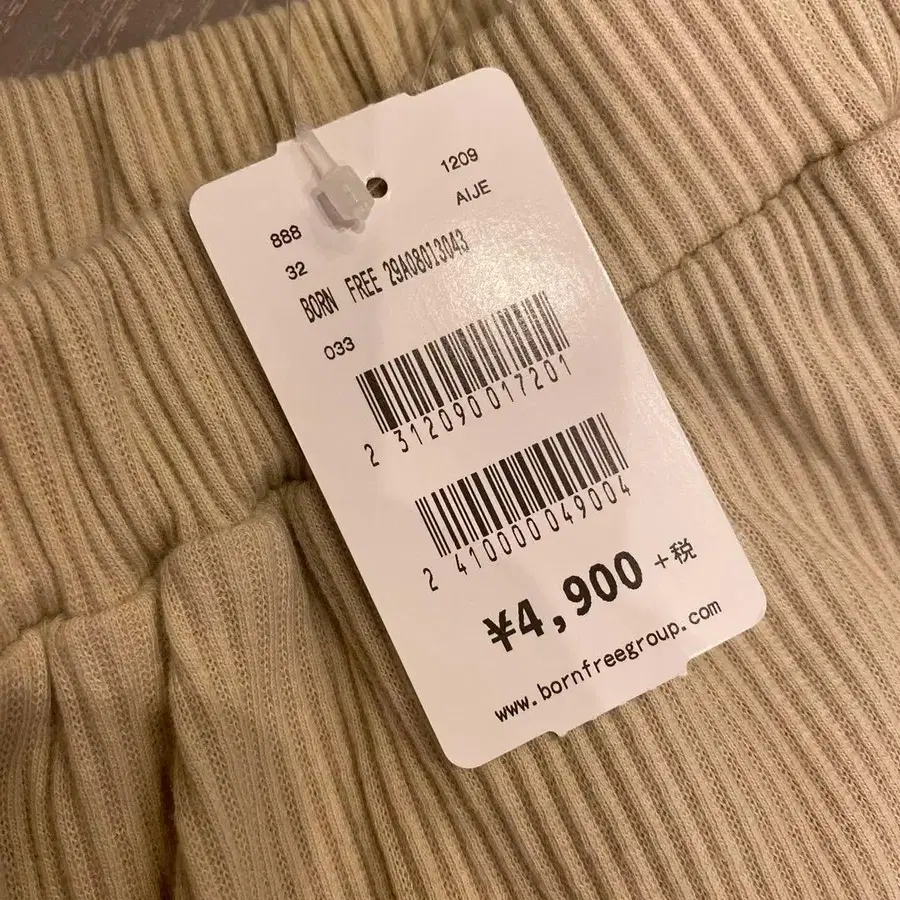 888 1209
32 AIJE
BORN FREE 29A08013043
033
2 312090 017201
2 410000 049004
¥4,900 +税
www.bornfreegroup.com